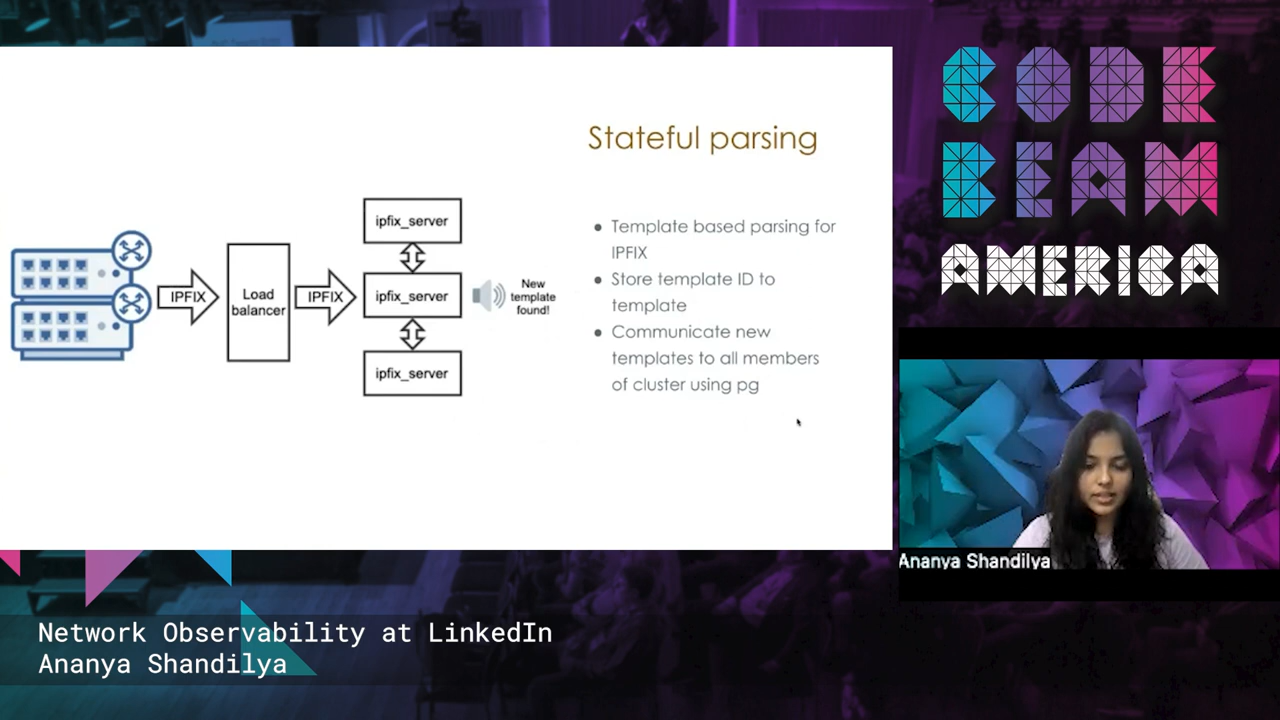 Stateful parsing
ipfix_server
IPFIX
Load
balancer
IPFIX
ipfix_server
New
template
found!
ipfix_server
● Template based parsing for
IPFIX
● Store template ID to
template
● Communicate new
templates to all members
of cluster using pg
CODE
BEAM
AMERICA
Ananya Shandilya
Network Observability at LinkedIn
Ananya Shandilya